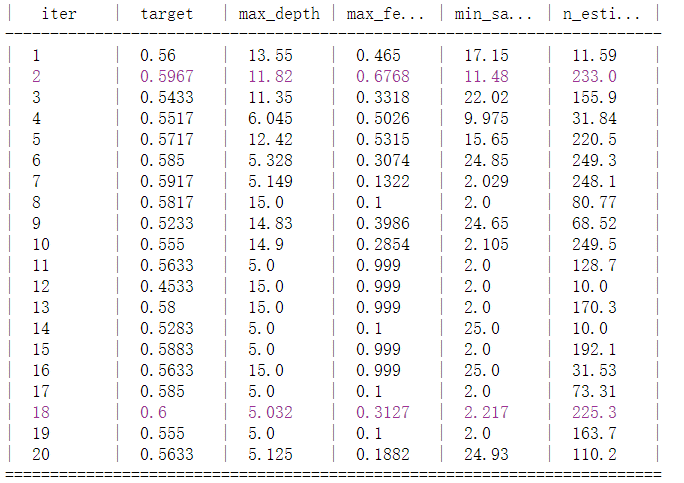 | iter | target | max_depth | max_fe... | min_sa... | n_esti... |
-------------------------------------------------------------------------
| 1 | 0.56 | 13.55 | 0.465 | 17.15 | 11.59 |
| 2 | 0.5967 | 11.82 | 0.6768 | 11.48 | 233.0 |
| 3 | 0.5433 | 11.35 | 0.3318 | 22.02 | 155.9 |
| 4 | 0.5517 | 6.045 | 0.5026 | 9.975 | 31.84 |
| 5 | 0.5717 | 12.42 | 0.5315 | 15.65 | 220.5 |
| 6 | 0.585 | 5.328 | 0.3074 | 24.85 | 249.3 |
| 7 | 0.5917 | 5.149 | 0.1322 | 2.029 | 248.1 |
| 8 | 0.5817 | 15.0 | 0.1 | 2.0 | 80.77 |
| 9 | 0.5233 | 14.83 | 0.3986 | 24.65 | 68.52 |
| 10 | 0.555 | 14.9 | 0.2854 | 2.105 | 249.5 |
| 11 | 0.5633 | 5.0 | 0.999 | 2.0 | 128.7 |
| 12 | 0.4533 | 15.0 | 0.999 | 2.0 | 10.0 |
| 13 | 0.58 | 15.0 | 0.999 | 2.0 | 170.3 |
| 14 | 0.5283 | 5.0 | 0.1 | 25.0 | 10.0 |
| 15 | 0.5883 | 5.0 | 0.999 | 2.0 | 192.1 |
| 16 | 0.5633 | 15.0 | 0.999 | 25.0 | 31.53 |
| 17 | 0.585 | 5.0 | 0.1 | 2.0 | 73.31 |
| 18 | 0.6 | 5.032 | 0.3127 | 2.217 | 225.3 |
| 19 | 0.555 | 5.0 | 0.1 | 2.0 | 163.7 |
| 20 | 0.5633 | 5.125 | 0.1882 | 24.93 | 110.2 |
=========================================================================